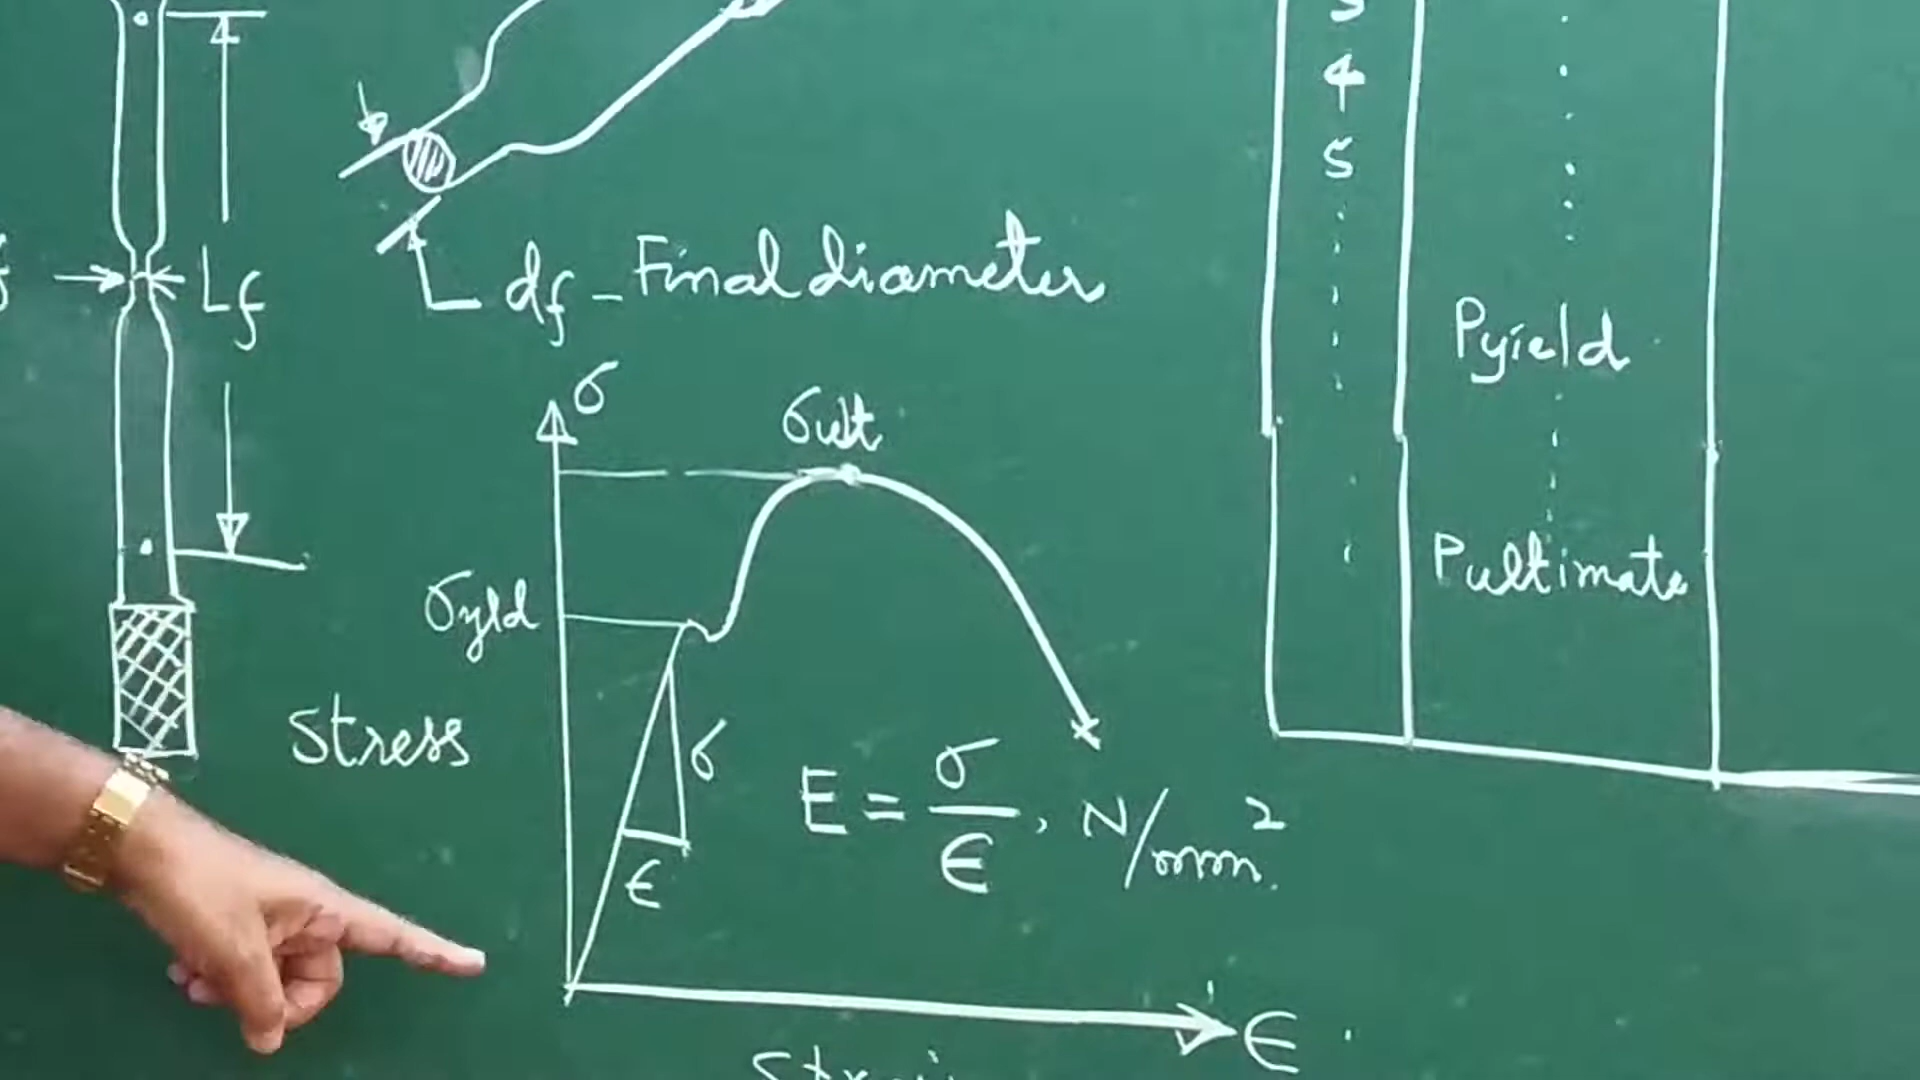 3
4
5
Lf
df - Final diameter
Pyield
σ
σult
Pultimate
σyld
Stress
σ
E = σ/ϵ, N/mm²
ϵ
ϵ